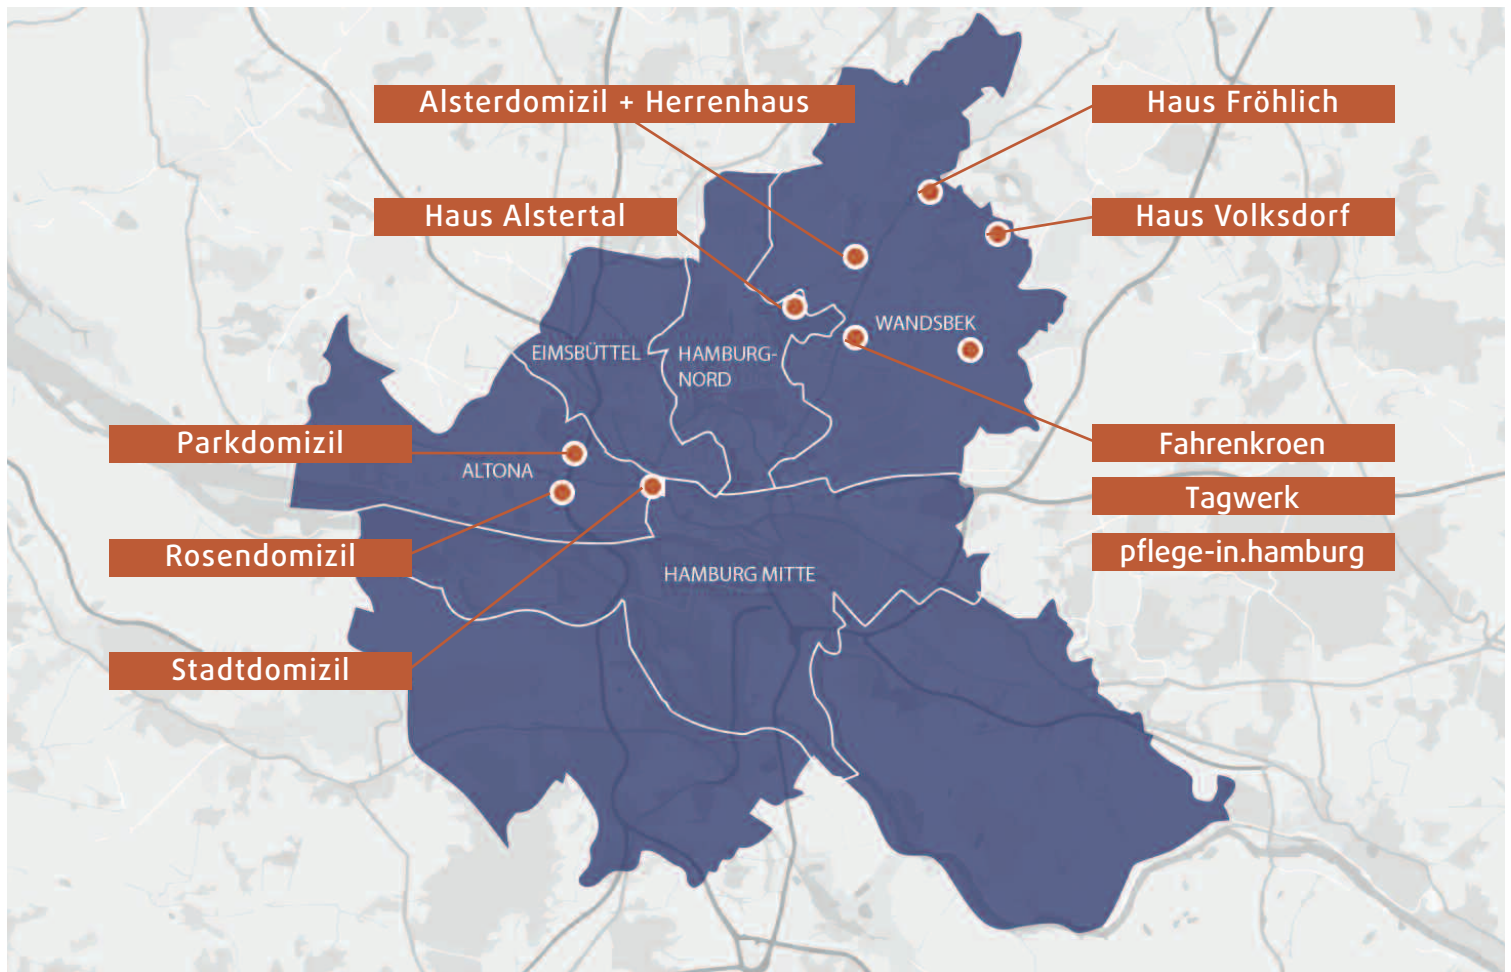 Alsterdomizil + Herrenhaus
Haus Fröhlich
Haus Alstertal
Haus Volksdorf
WANDSBEK
EIMSBÜTTEL
HAMBURG-
NORD
Parkdomizil
Fahrenkroen
ALTONA
Tagwerk
Rosendomizil
pflege-in.hamburg
HAMBURG MITTE
Stadtdomizil